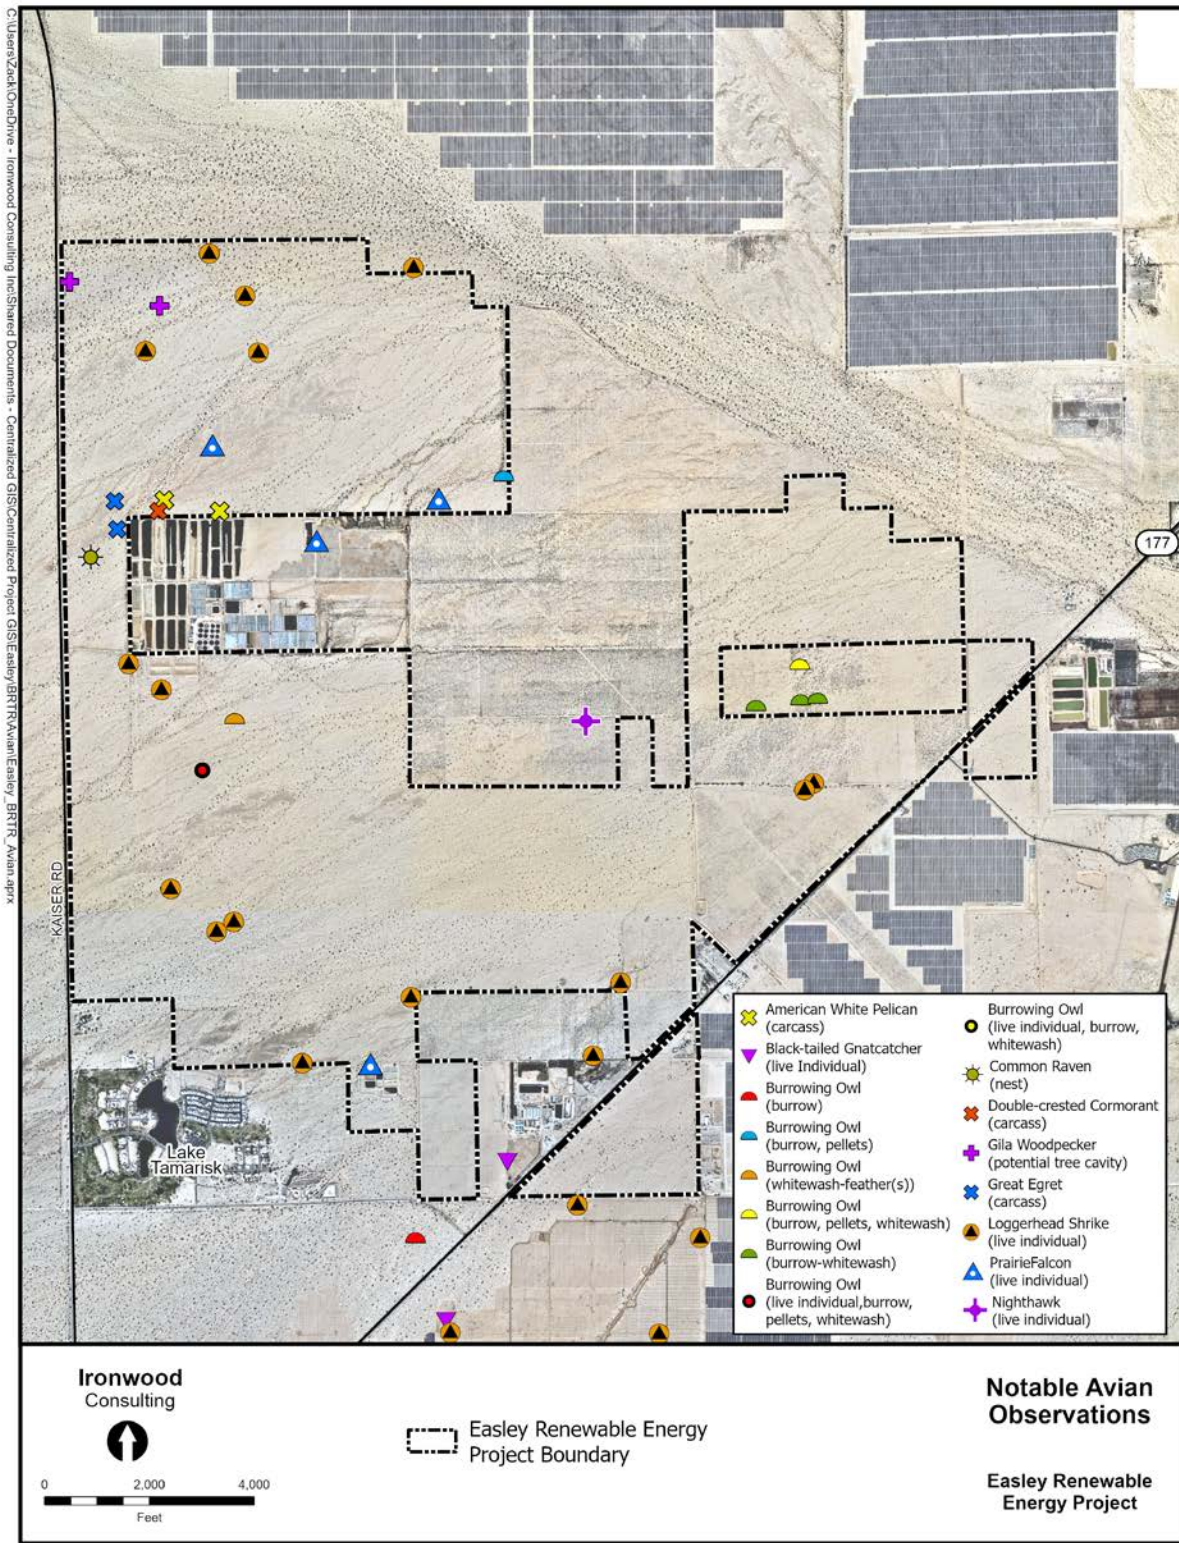 C:\Users\Zack\OneDrive - Ironwood Consulting Inc\Shared Documents - Centralized GIS\Centralized Project GIS\Easley\BRTR\Avian\Easley_BRTR_Avian.aprx
177
KAISER RD
Lake
Tamarisk
American White Pelican
(carcass)
Black-tailed Gnatcatcher
(live Individual)
Burrowing Owl
(burrow)
Burrowing Owl
(burrow, pellets)
Burrowing Owl
(whitewash-feather(s))
Burrowing Owl
(burrow, pellets, whitewash)
Burrowing Owl
(burrow-whitewash)
Burrowing Owl
(live individual,burrow,
pellets, whitewash)
Burrowing Owl
(live individual, burrow,
whitewash)
Common Raven
(nest)
Double-crested Cormorant
(carcass)
Gila Woodpecker
(potential tree cavity)
Great Egret
(carcass)
Loggerhead Shrike
(live individual)
PrairieFalcon
(live individual)
Nighthawk
(live individual)
Ironwood
Consulting
0 2,000 4,000
Feet
Easley Renewable Energy
Project Boundary
Notable Avian
Observations
Easley Renewable
Energy Project